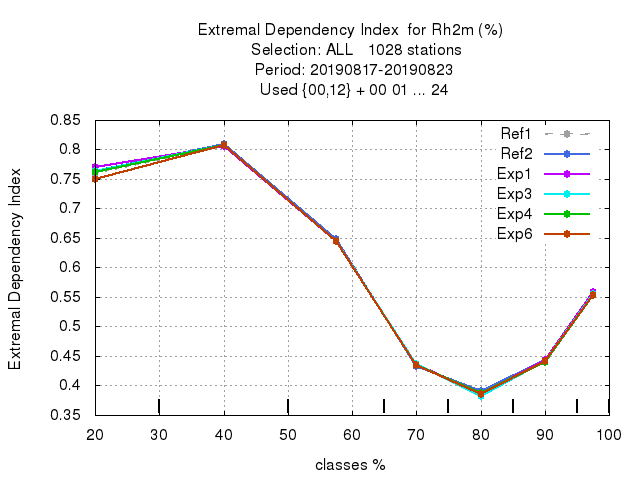 Extremal Dependency Index  for Rh2m (%)
Selection: ALL   1028 stations
Period: 20190817-20190823
Used {00,12} + 00 01 ... 24
Extremal Dependency Index
0.85
0.8
0.75
0.7
0.65
0.6
0.55
0.5
0.45
0.4
0.35
Ref1
Ref2
Exp1
Exp3
Exp4
Exp6
20 30 40 50 60 70 80 90 100
classes %